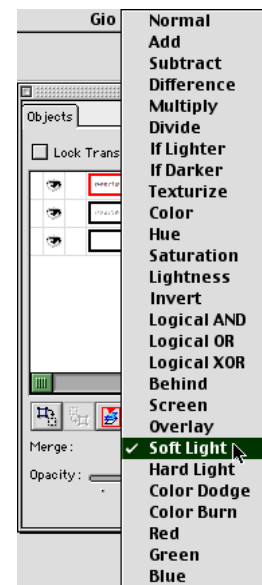 Gio
Normal
Add
Subtract
Difference
Multiply
Divide
If Lighter
If Darker
Texturize
Color
Hue
Saturation
Lightness
Invert
Logical AND
Logical OR
Logical XOR
Behind
Screen
Overlay
✓ Soft Light
Hard Light
Color Dodge
Color Burn
Red
Green
Blue
Objects
Lock Trans
Merge:
Opacity: